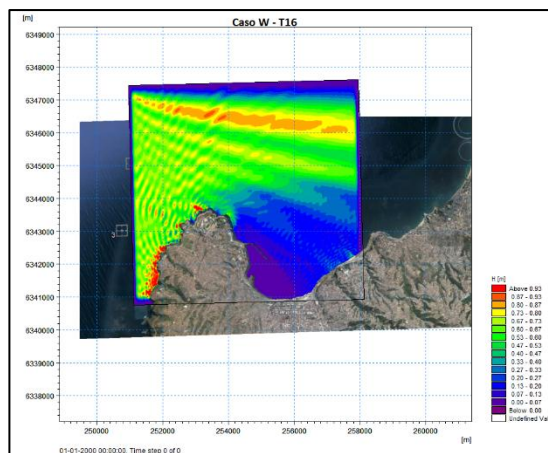 Caso W - T16
[m]
6349000
6348000
6347000
6346000
6345000
6344000
6343000
6342000
6341000
6340000
6339000
6338000
3
H [m]
Above 0.93
0.87 - 0.93
0.80 - 0.87
0.73 - 0.80
0.67 - 0.73
0.60 - 0.67
0.53 - 0.60
0.47 - 0.53
0.40 - 0.47
0.33 - 0.40
0.27 - 0.33
0.20 - 0.27
0.13 - 0.20
0.07 - 0.13
0.00 - 0.07
Below 0.00
Undefined Val
250000 252000 254000 256000 258000 260000
[m]
01-01-2000 00:00:00, Time step 0 of 0